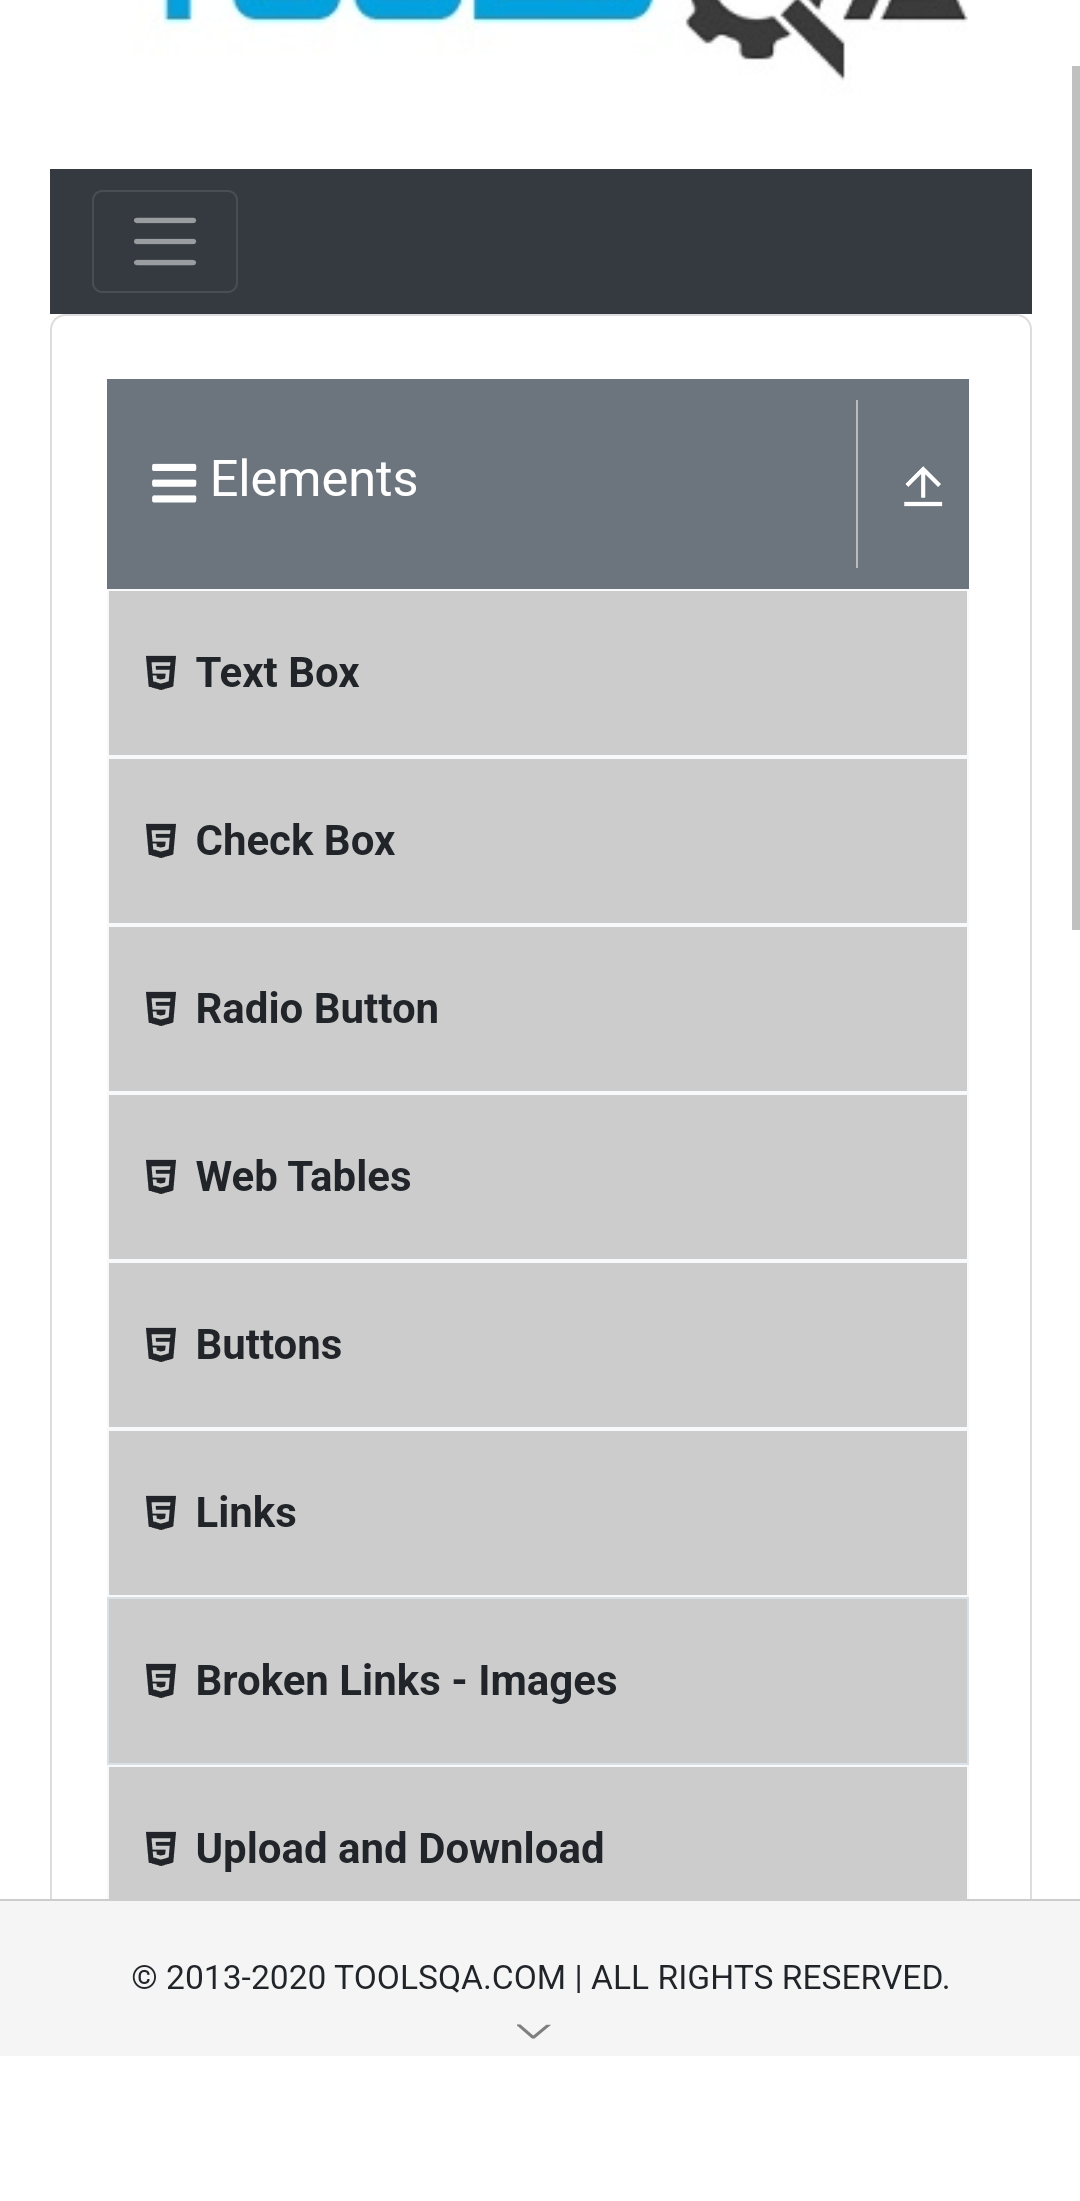 Elements
Text Box
Check Box
Radio Button
Web Tables
Buttons
Links
Broken Links - Images
Upload and Download
© 2013-2020 TOOLSQA.COM | ALL RIGHTS RESERVED.